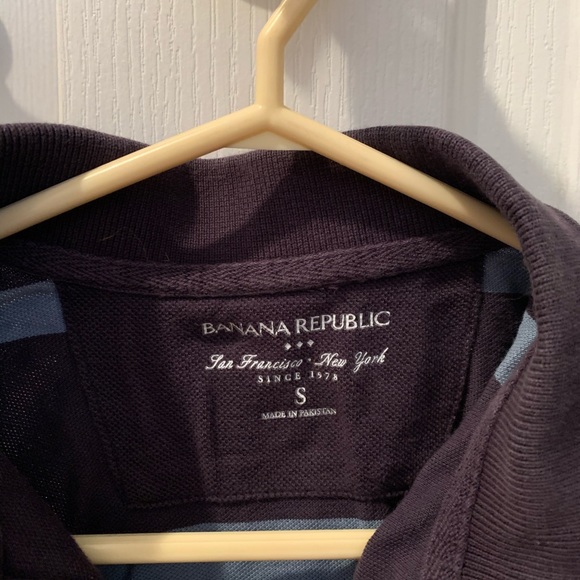 BANANA REPUBLIC
San Francisco • New York
SINCE 1978
S
MADE IN PAKISTAN